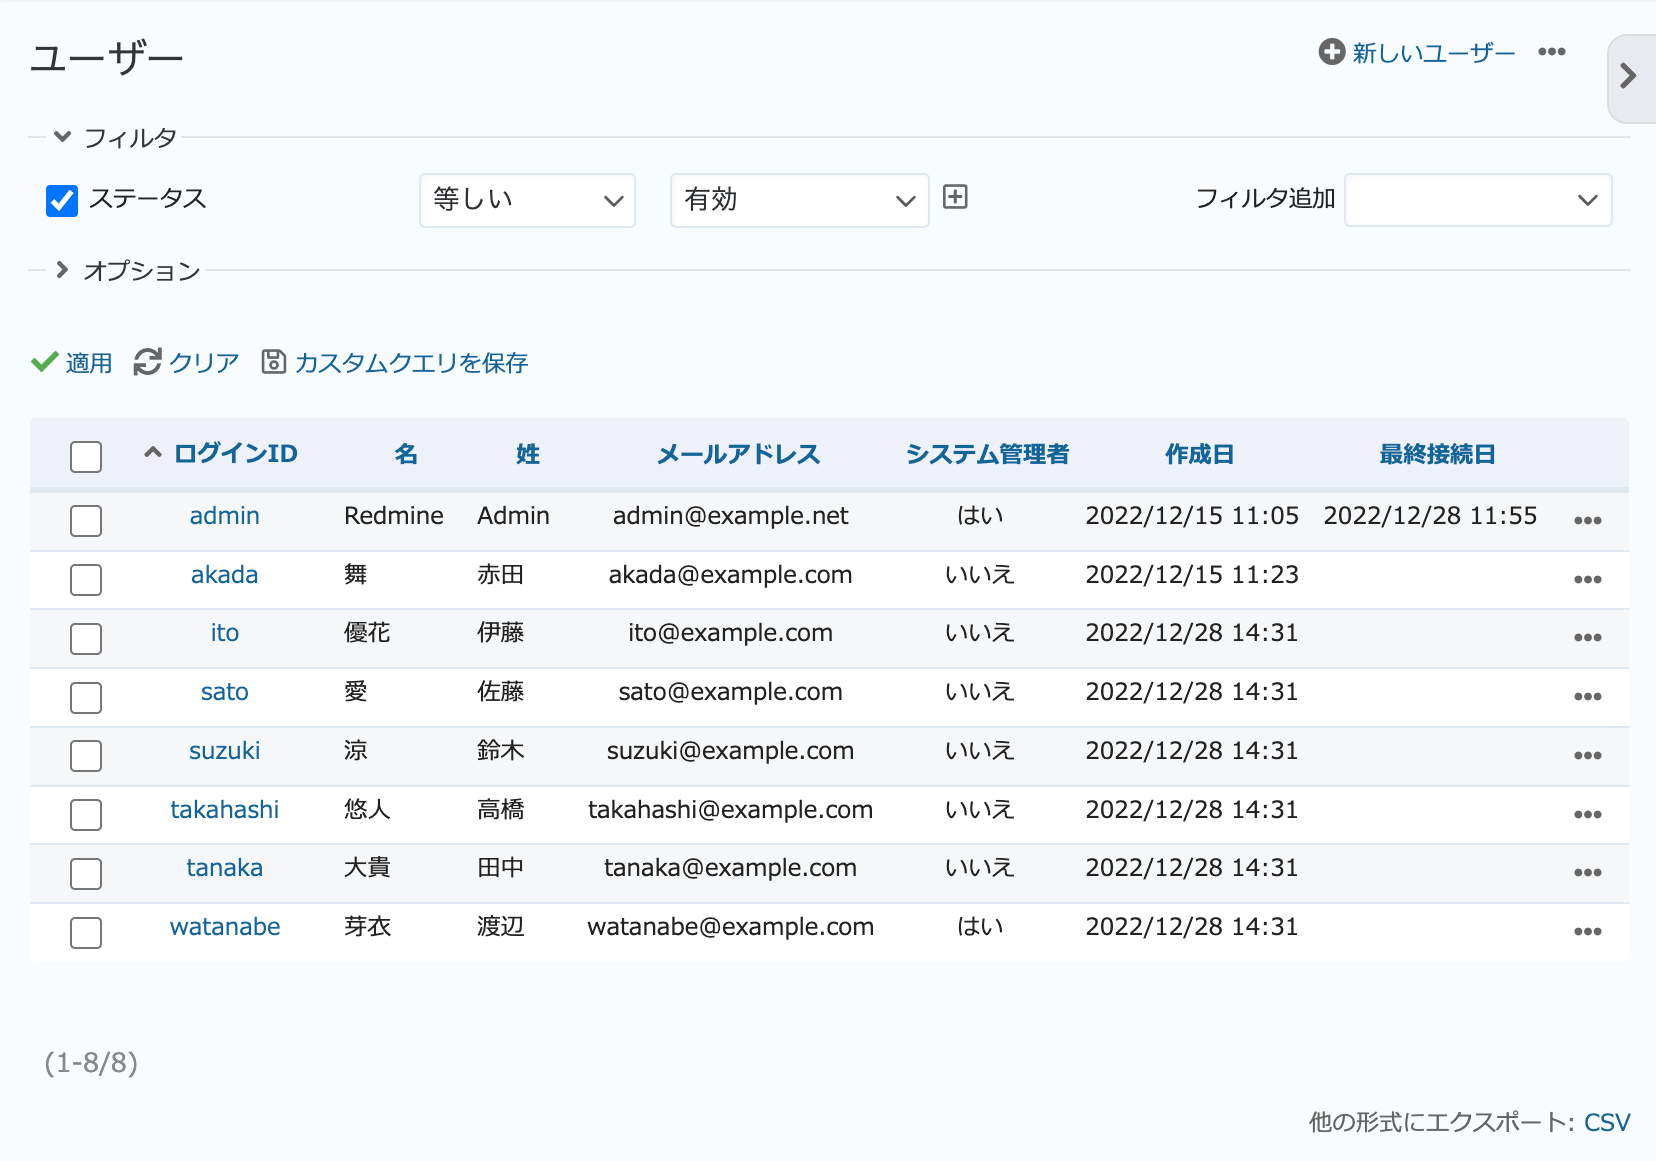 ユーザー
新しいユーザー
フィルタ
ステータス 等しい 有効 フィルタ追加
オプション
適用 クリア カスタムクエリを保存
ログインID 名 姓 メールアドレス システム管理者 作成日 最終接続日
admin Redmine Admin admin@example.net はい 2022/12/15 11:05 2022/12/28 11:55
akada 舞 赤田 akada@example.com いいえ 2022/12/15 11:23
ito 優花 伊藤 ito@example.com いいえ 2022/12/28 14:31
sato 愛 佐藤 sato@example.com いいえ 2022/12/28 14:31
suzuki 涼 鈴木 suzuki@example.com いいえ 2022/12/28 14:31
takahashi 悠人 高橋 takahashi@example.com いいえ 2022/12/28 14:31
tanaka 大貴 田中 tanaka@example.com いいえ 2022/12/28 14:31
watanabe 芽衣 渡辺 watanabe@example.com はい 2022/12/28 14:31
(1-8/8)
他の形式にエクスポート: CSV